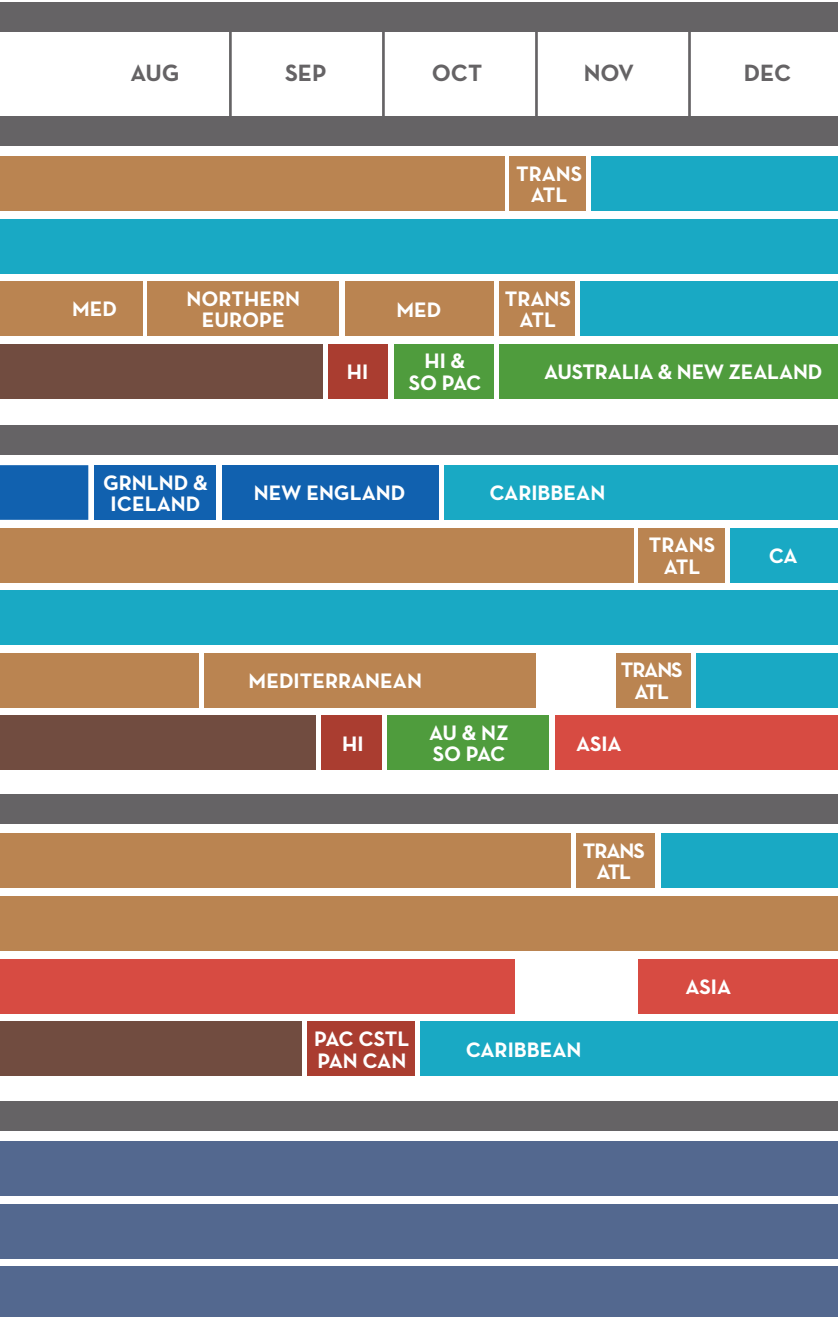 AUG SEP OCT NOV DEC
TRANS
ATL
MED
NORTHERN
EUROPE
MED
TRANS
ATL
HI
HI &
SO PAC
AUSTRALIA & NEW ZEALAND
GRNLND &
ICELAND
NEW ENGLAND
CARIBBEAN
TRANS
ATL
CA
MEDITERRANEAN
TRANS
ATL
HI
AU & NZ
SO PAC
ASIA
TRANS
ATL
ASIA
PAC CSTL
PAN CAN
CARIBBEAN